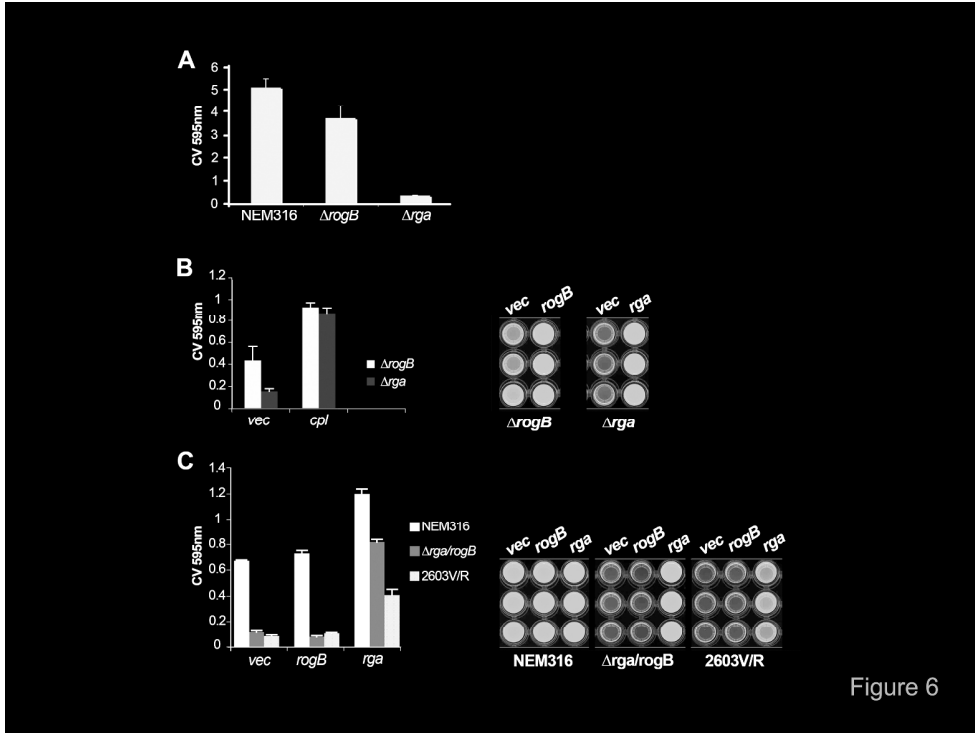 A
6
5
4
3
2
1
0
CV 595nm
NEM316 ΔrogB Δrga
B
1.2
1
0.8
0.6
0.4
0.2
0
CV 595nm
vec cpl
ΔrogB
Δrga
vec rogB
vec rga
ΔrogB
Δrga
C
1.4
1.2
1
0.8
0.6
0.4
0.2
0
CV 595nm
vec rogB rga
NEM316
Δrga/rogB
2603V/R
vec rogB rga
vec rogB rga
vec rogB rga
NEM316 Δrga/rogB 2603V/R
Figure 6